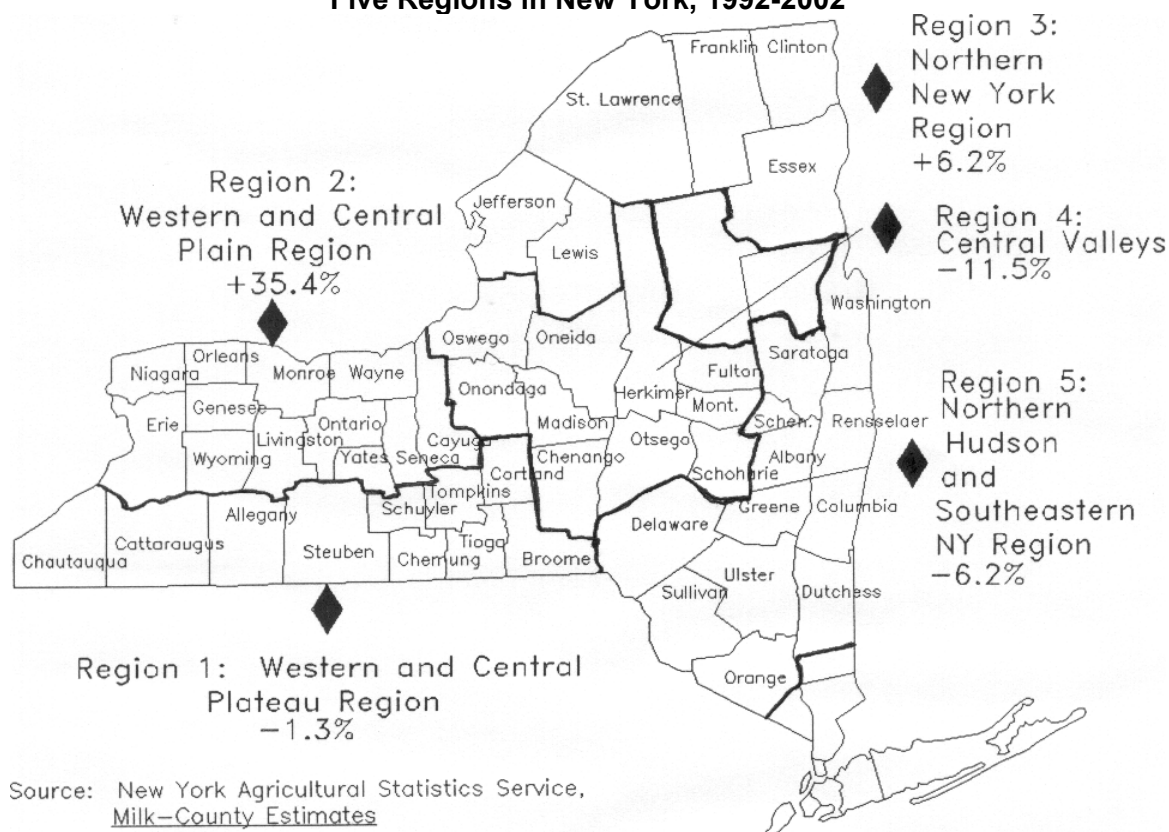 Five Regions in New York, 1992-2002
Region 3:
Northern
New York
Region
+6.2%
Region 4:
Central Valleys
-11.5%
Region 5:
Northern
Hudson
and
Southeastern
NY Region
-6.2%
Region 2:
Western and Central
Plain Region
+35.4%
Franklin
Clinton
St. Lawrence
Essex
Jefferson
Lewis
Washington
Oswego
Oneida
Saratoga
Orleans
Niagara
Monroe
Wayne
Fulton
Onondaga
Herkimer
Mont.
Genesee
Erie
Ontario
Madison
Schen.
Rensselaer
Livingston
Cayuga
Otsego
Wyoming
Yates
Seneca
Chenango
Albany
Cortland
Schoharie
Tompkins
Allegany
Schuyler
Greene
Columbia
Delaware
Cattaraugus
Steuben
Tioga
Chautauqua
Chemung
Broome
Ulster
Sullivan
Dutchess
Orange
Region 1: Western and Central
Plateau Region
-1.3%
Source: New York Agricultural Statistics Service,
Milk-County Estimates